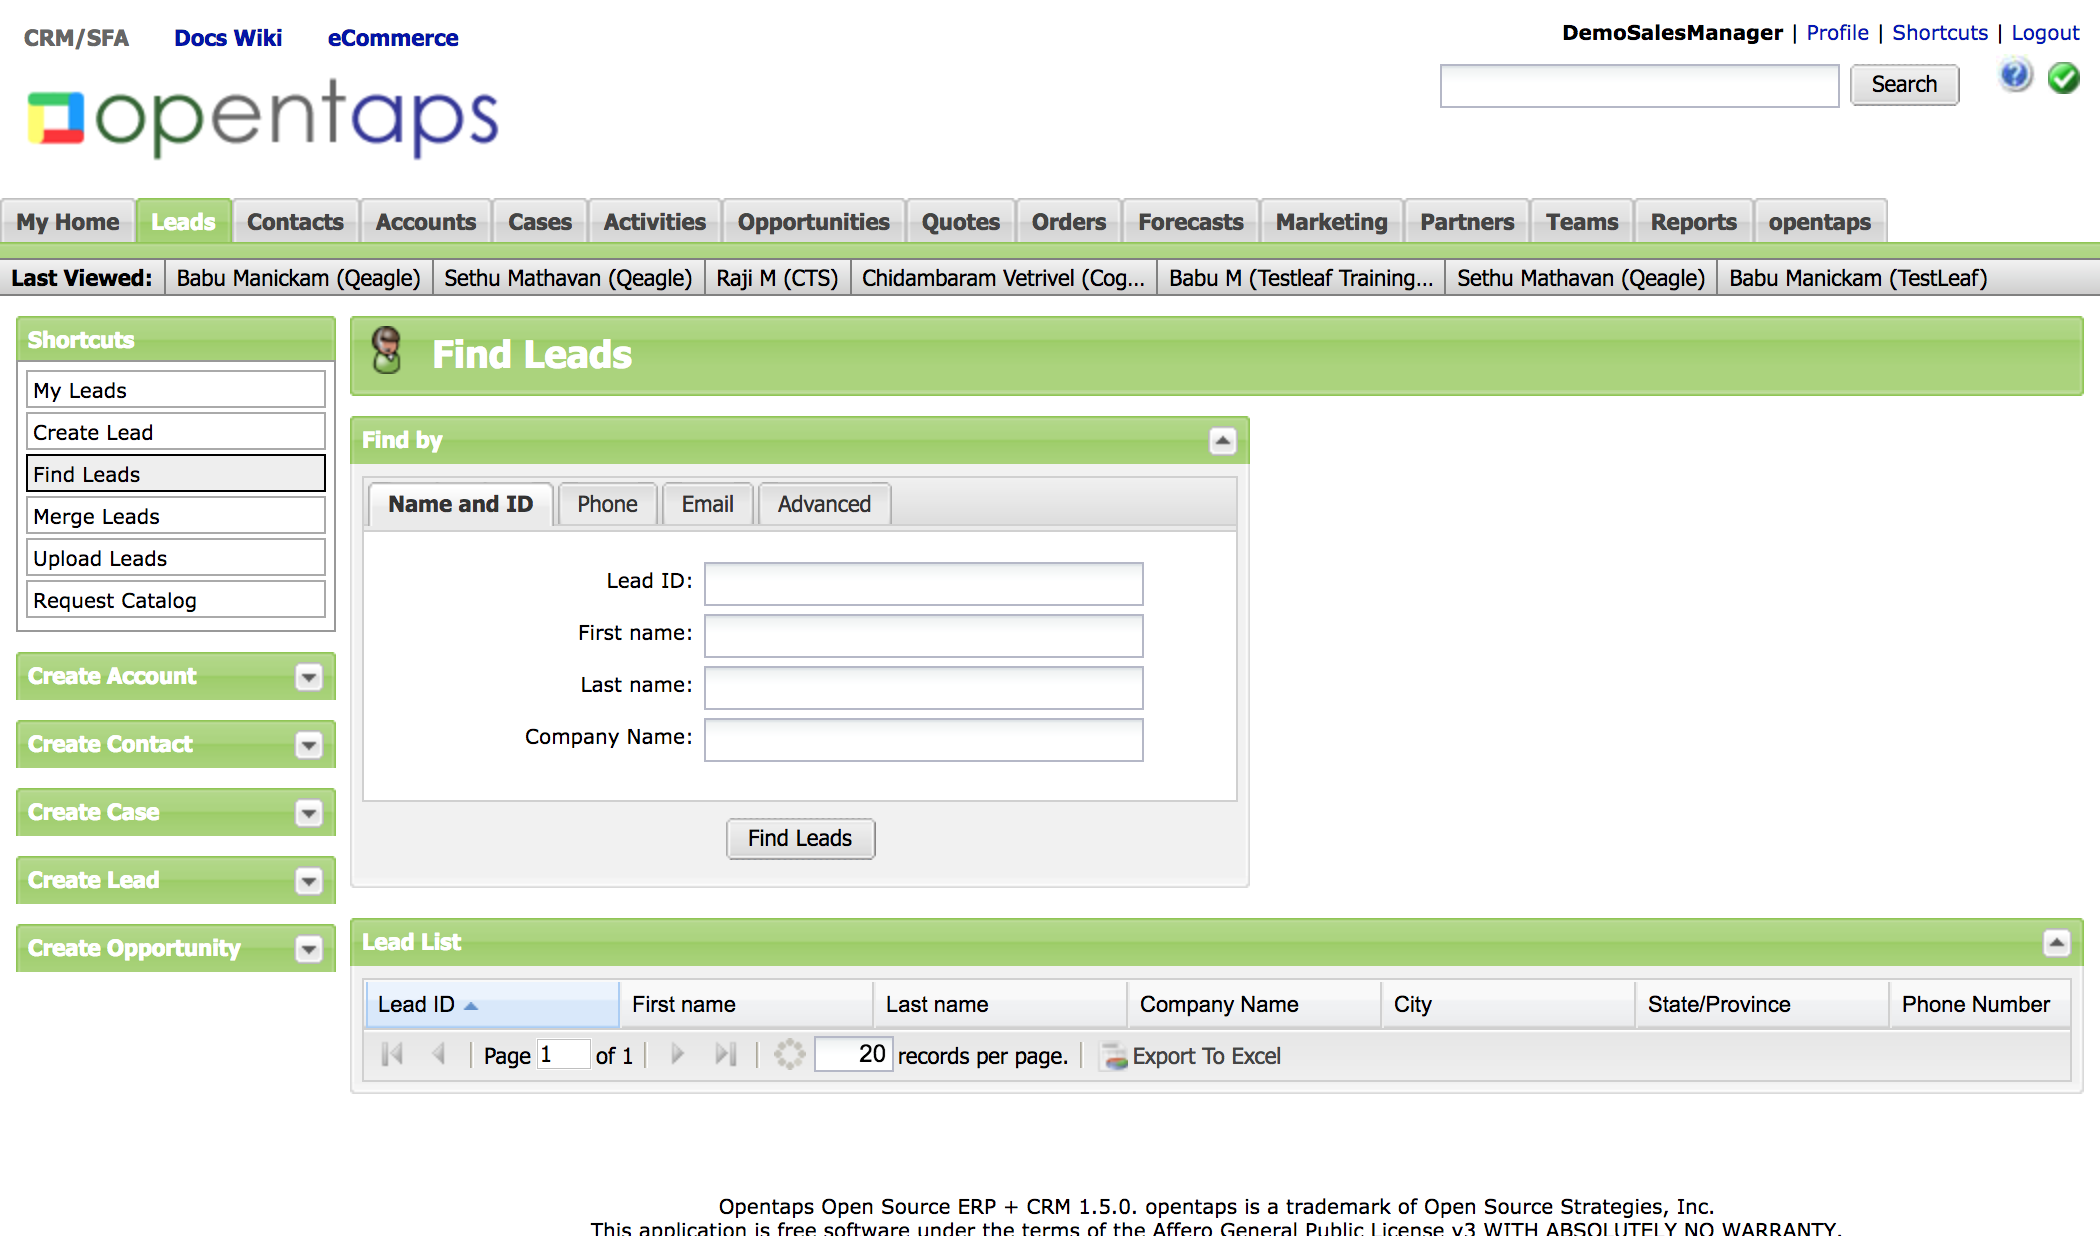 CRM/SFA Docs Wiki eCommerce
DemoSalesManager | Profile | Shortcuts | Logout
Search
opentaps
My Home Leads Contacts Accounts Cases Activities Opportunities Quotes Orders Forecasts Marketing Partners Teams Reports opentaps
Last Viewed: Babu Manickam (Qeagle) Sethu Mathavan (Qeagle) Raji M (CTS) Chidambaram Vetrivel (Cog... Babu M (Testleaf Training... Sethu Mathavan (Qeagle) Babu Manickam (TestLeaf)
Shortcuts
My Leads
Create Lead
Find Leads
Merge Leads
Upload Leads
Request Catalog
Create Account
Create Contact
Create Case
Create Lead
Create Opportunity
Find Leads
Find by
Name and ID Phone Email Advanced
Lead ID:
First name:
Last name:
Company Name:
Find Leads
Lead List
Lead ID First name Last name Company Name City State/Province Phone Number
Page 1 of 1 20 records per page. Export To Excel
Opentaps Open Source ERP + CRM 1.5.0. opentaps is a trademark of Open Source Strategies, Inc.
This application is free software under the terms of the Affero General Public License v3 WITH ABSOLUTELY NO WARRANTY.